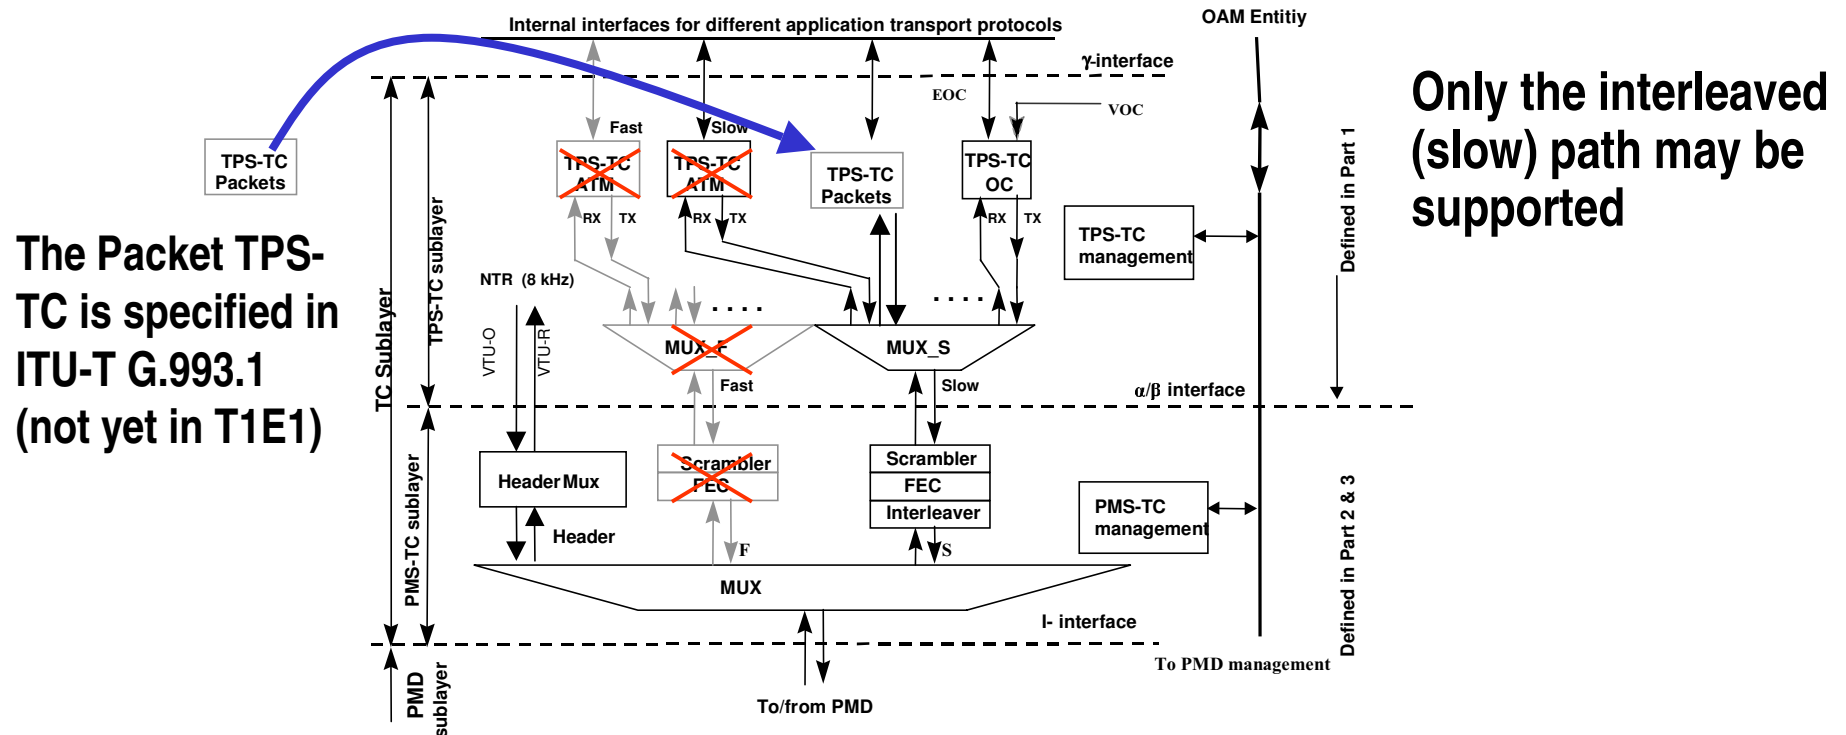 Internal interfaces for different application transport protocols
OAM Entitiy
γ-interface
EOC
VOC
Only the interleaved
(slow) path may be
supported
Fast
Slow
TPS-TC
Packets
TPS-TC
ATM
TPS-TC
ATM
TPS-TC
Packets
TPS-TC
OC
RX
TX
RX
TX
RX
TX
TPS-TC
management
Defined in Part 1
The Packet TPS-
TC is specified in
ITU-T G.993.1
(not yet in T1E1)
TC Sublayer
TPS-TC sublayer
NTR (8 kHz)
VTU-O
VTU-R
. . . .
. . . .
MUX_F
MUX_S
Fast
Slow
α/β interface
PMS-TC sublayer
Header Mux
Scrambler
FEC
Scrambler
FEC
Interleaver
PMS-TC
management
Defined in Part 2 & 3
Header
F
S
MUX
I- interface
To PMD management
PMD
sublayer
To/from PMD